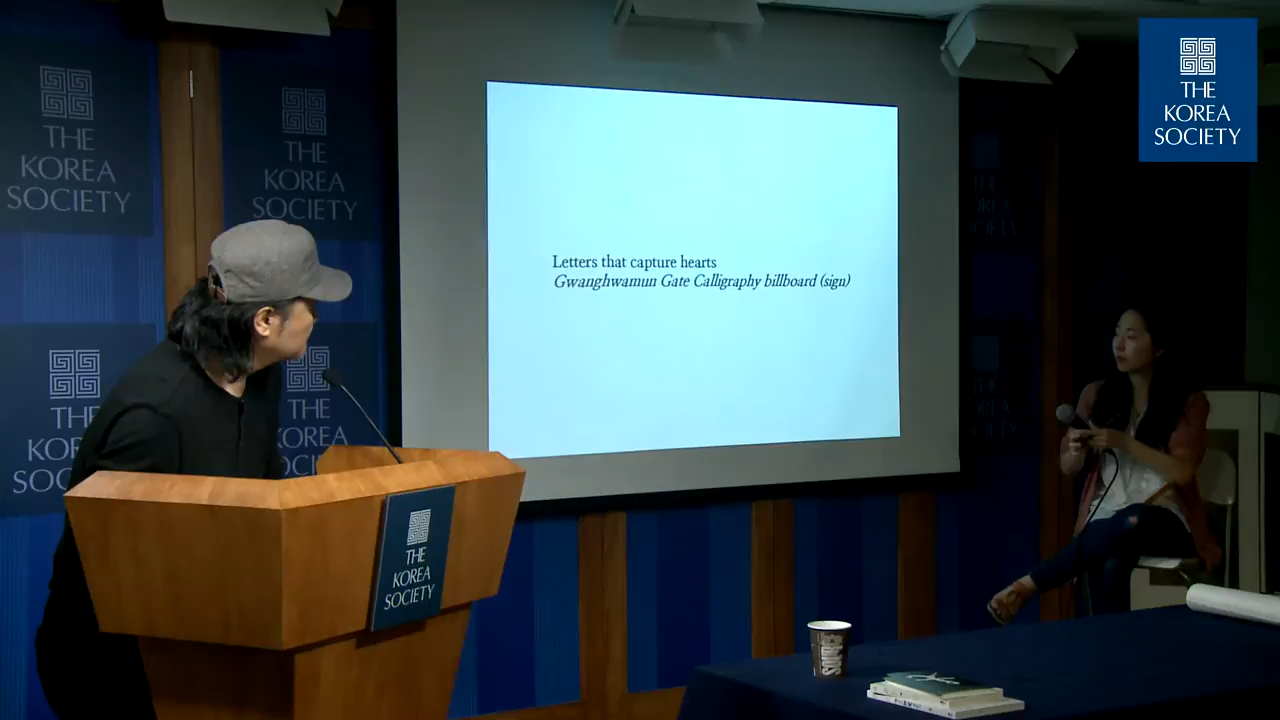 THE
KOREA
SOCIETY
THE
KOREA
SOCIETY
THE
KOREA
SOCIETY
Letters that capture hearts
Gwanghwamun Gate Calligraphy billboard (sign)
THE
KOREA
THE
KOREA
SOCIETY